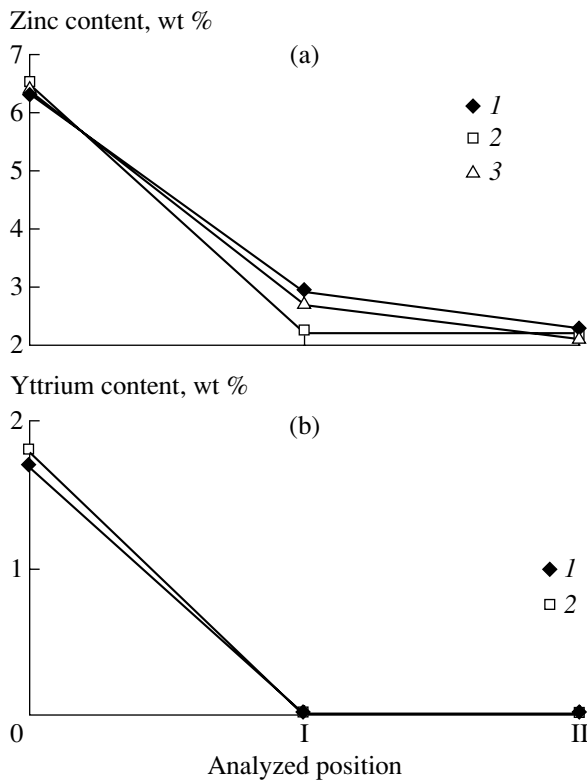 Zinc content, wt %
7
(a)
6
1
2
5
3
4
3
2
Yttrium content, wt %
2
(b)
1
1
2
0
I
II
Analyzed position